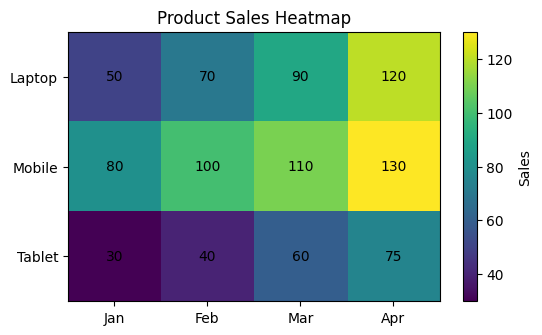 Product Sales Heatmap
Laptop 50 70 90 120
Mobile 80 100 110 130
Tablet 30 40 60 75
Jan Feb Mar Apr
120
100
80
60
40
Sales